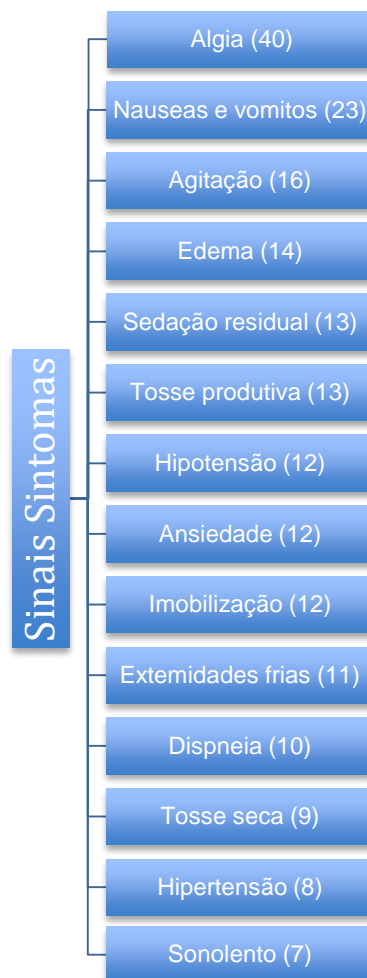 Sinais Sintomas
Algia (40)
Nauseas e vomitos (23)
Agitação (16)
Edema (14)
Sedação residual (13)
Tosse produtiva (13)
Hipotensão (12)
Ansiedade (12)
Imobilização (12)
Extemidades frias (11)
Dispneia (10)
Tosse seca (9)
Hipertensão (8)
Sonolento (7)